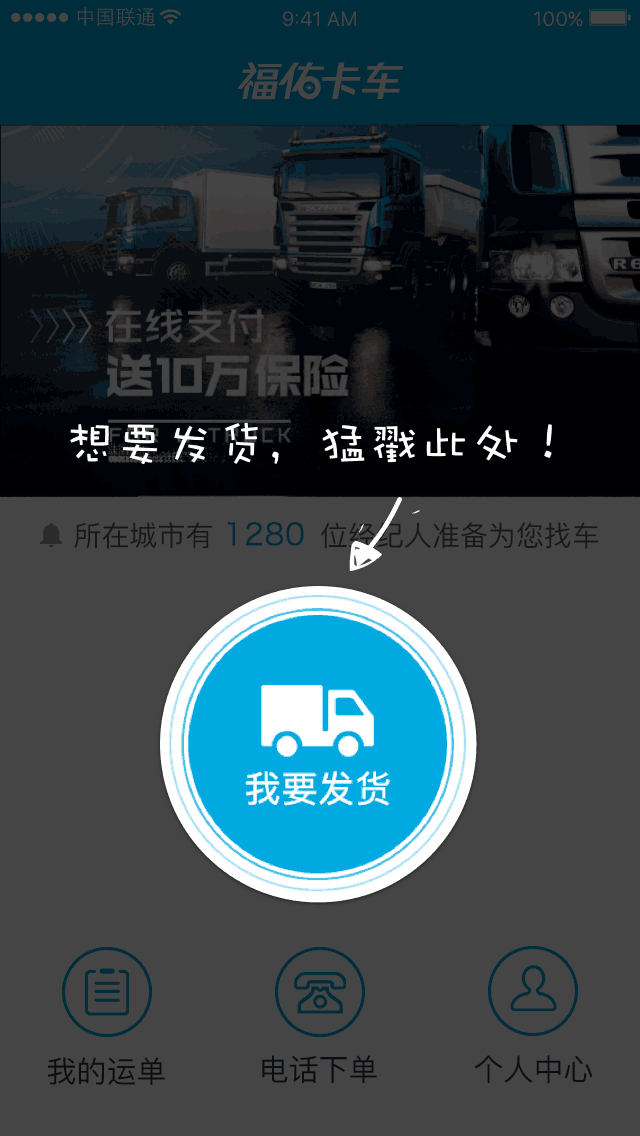 中国联通 9:41 AM 100%
福佑卡车
R6
在线支付
送10万保险
想要发货，猛戳此处！
所在城市有 1280 位经纪人准备为您找车
我要发货
我的运单 电话下单 个人中心